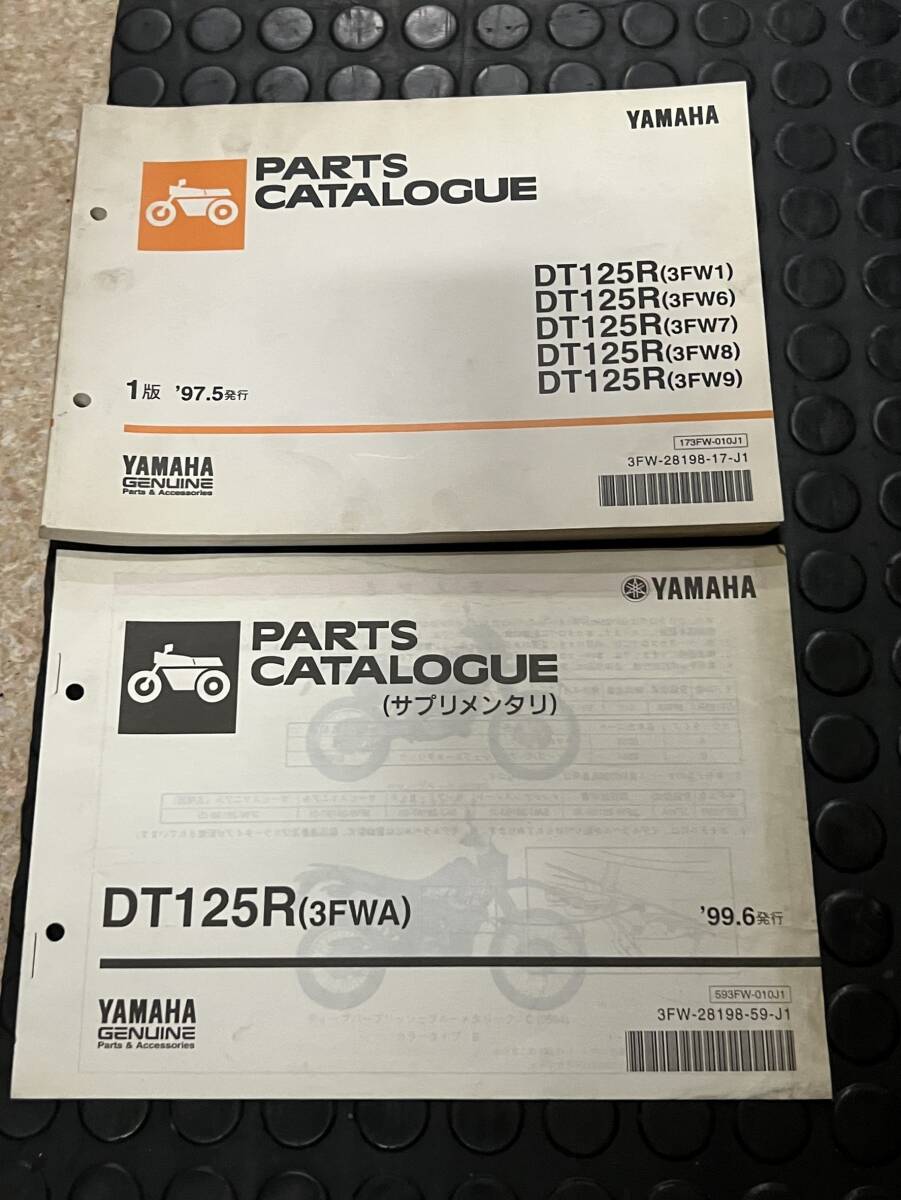 YAMAHA
PARTS
CATALOGUE
DT125R(3FW1)
DT125R(3FW6)
DT125R(3FW7)
DT125R(3FW8)
DT125R(3FW9)
1版 '97.5発行
173FW-010J1
3FW-28198-17-J1
YAMAHA
GENUINE
Parts & Accessories
YAMAHA
PARTS
CATALOGUE
(サプリメンタリ)
DT125R(3FWA)
'99.6発行
593FW-010J1
3FW-28198-59-J1
YAMAHA
GENUINE
Parts & Accessories